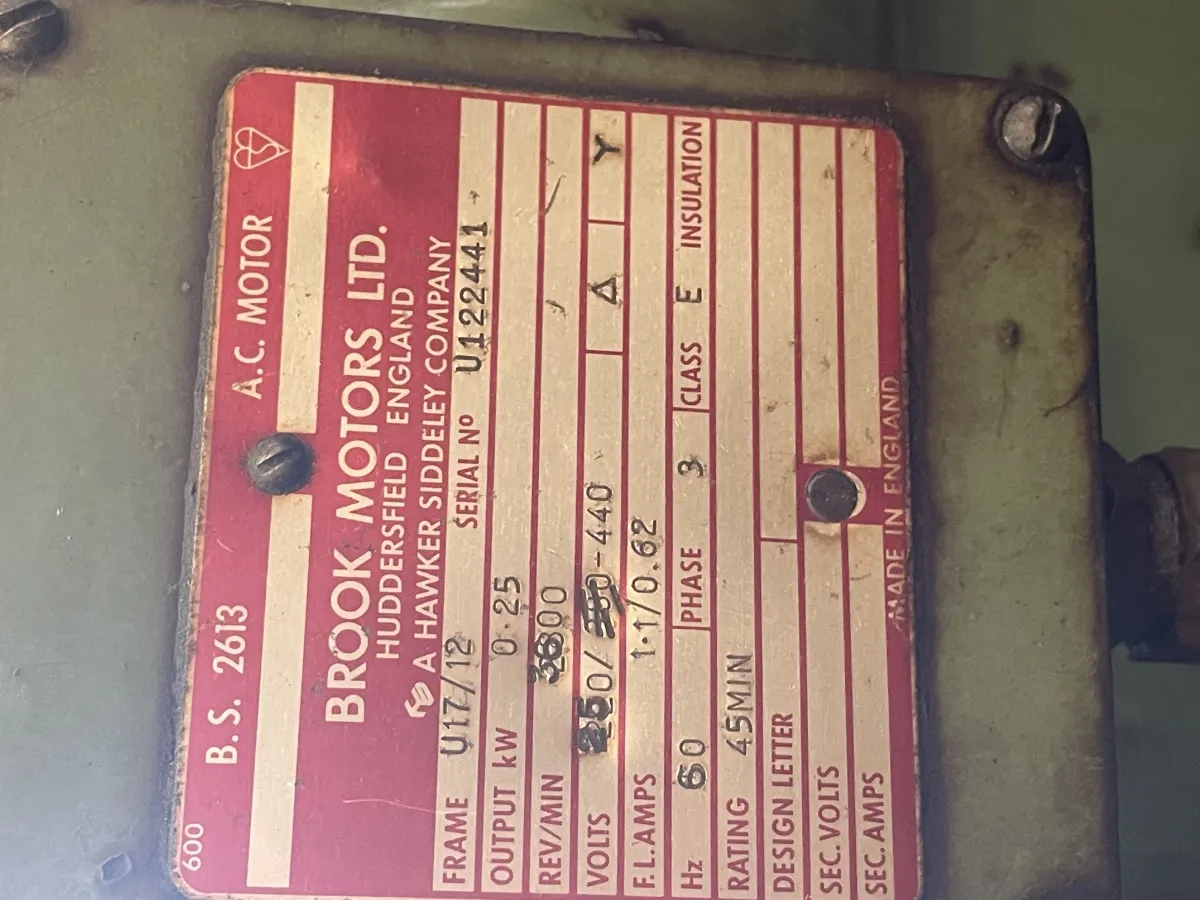 600
B. S. 2613 A.C. MOTOR
BROOK MOTORS LTD.
HUDDERSFIELD ENGLAND
A HAWKER SIDDELEY COMPANY
FRAME U17/12 SERIAL Nº U122441
OUTPUT kW 0.25
REV/MIN 00
VOLTS 0-440 Δ Y
F.L.AMPS 1.1/0.62
Hz 60 PHASE 3 CLASS E INSULATION
RATING 45MIN
DESIGN LETTER
SEC.VOLTS
SEC.AMPS
MADE IN ENGLAND